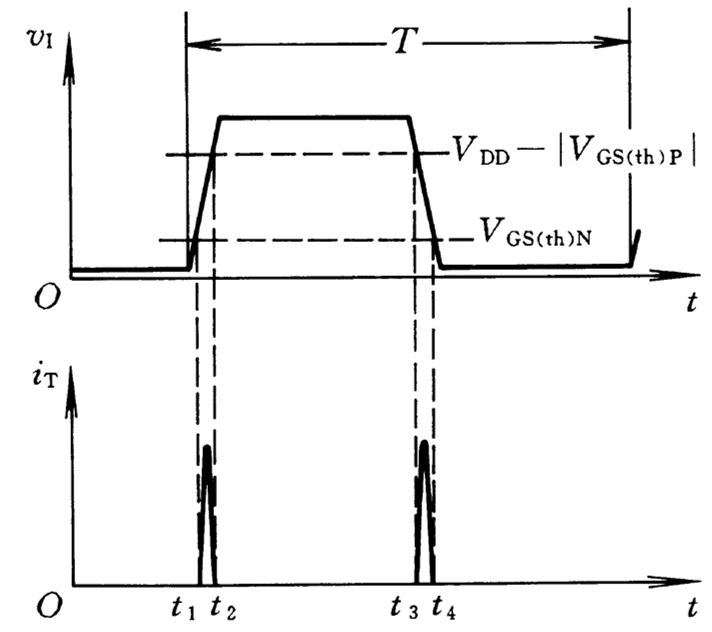 v_I
T
V_DD − |V_GS(th)P|
V_GS(th)N
O
t
i_T
O
t_1 t_2 t_3 t_4 t